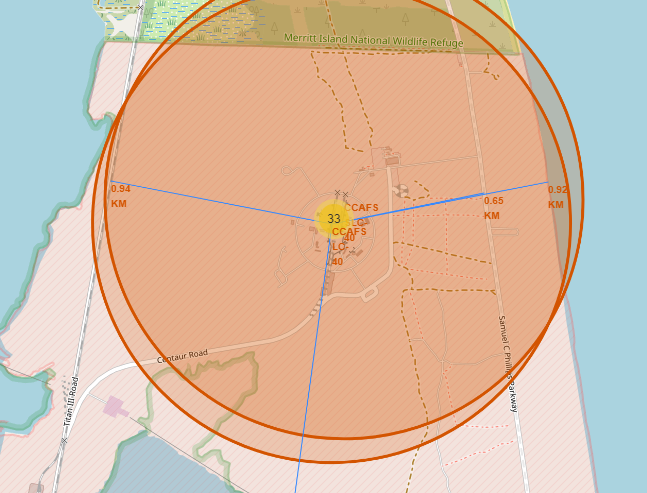 Merritt Island National Wildlife Refuge
0.94
KM
0.65
KM
0.92
KM
CCAFS
LC-
40
33
CCAFS
LC-
40
Centaur Road
Titan III Road
Samuel C Phillips Parkway